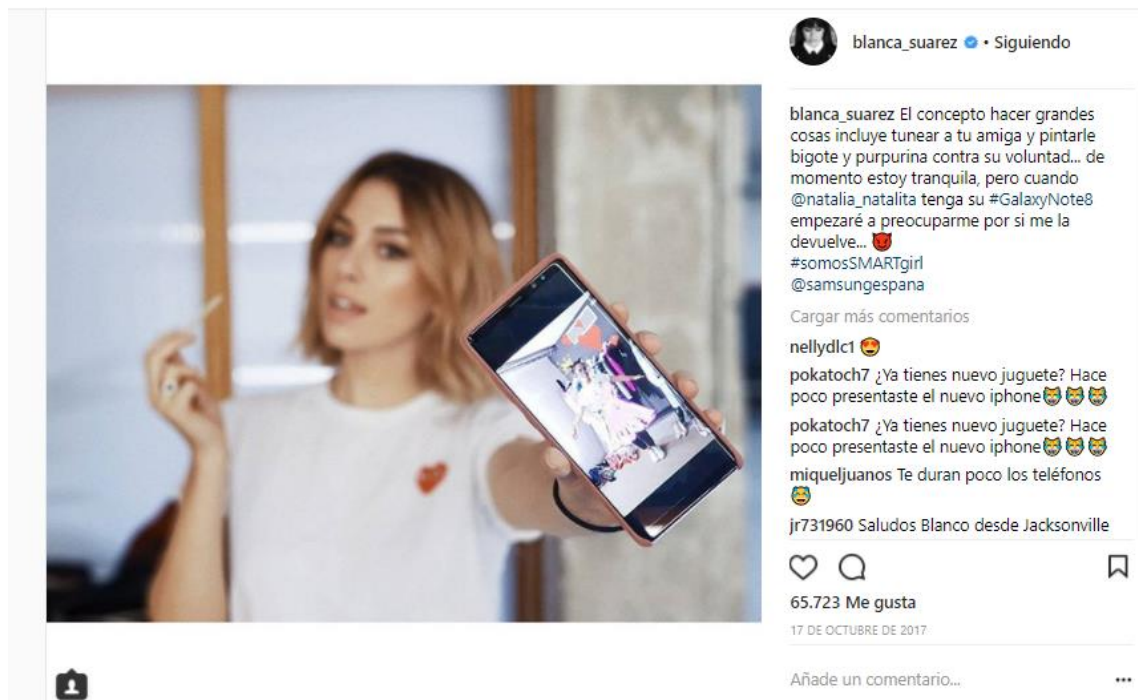 blanca_suarez • Siguiendo
blanca_suarez El concepto hacer grandes
cosas incluye tunear a tu amiga y pintarle
bigote y purpurina contra su voluntad... de
momento estoy tranquila, pero cuando
@natalia_natalita tenga su #GalaxyNote8
empezaré a preocuparme por si me la
devuelve... 😈
#somosSMARTgirl
@samsungespana
Cargar más comentarios
nellydlc1 😍
pokatoch7 ¿Ya tienes nuevo juguete? Hace
poco presentaste el nuevo iphone😹😹😹
pokatoch7 ¿Ya tienes nuevo juguete? Hace
poco presentaste el nuevo iphone😹😹😹
miqueljuanos Te duran poco los teléfonos
😂
jr731960 Saludos Blanco desde Jacksonville
65.723 Me gusta
17 DE OCTUBRE DE 2017
Añade un comentario...